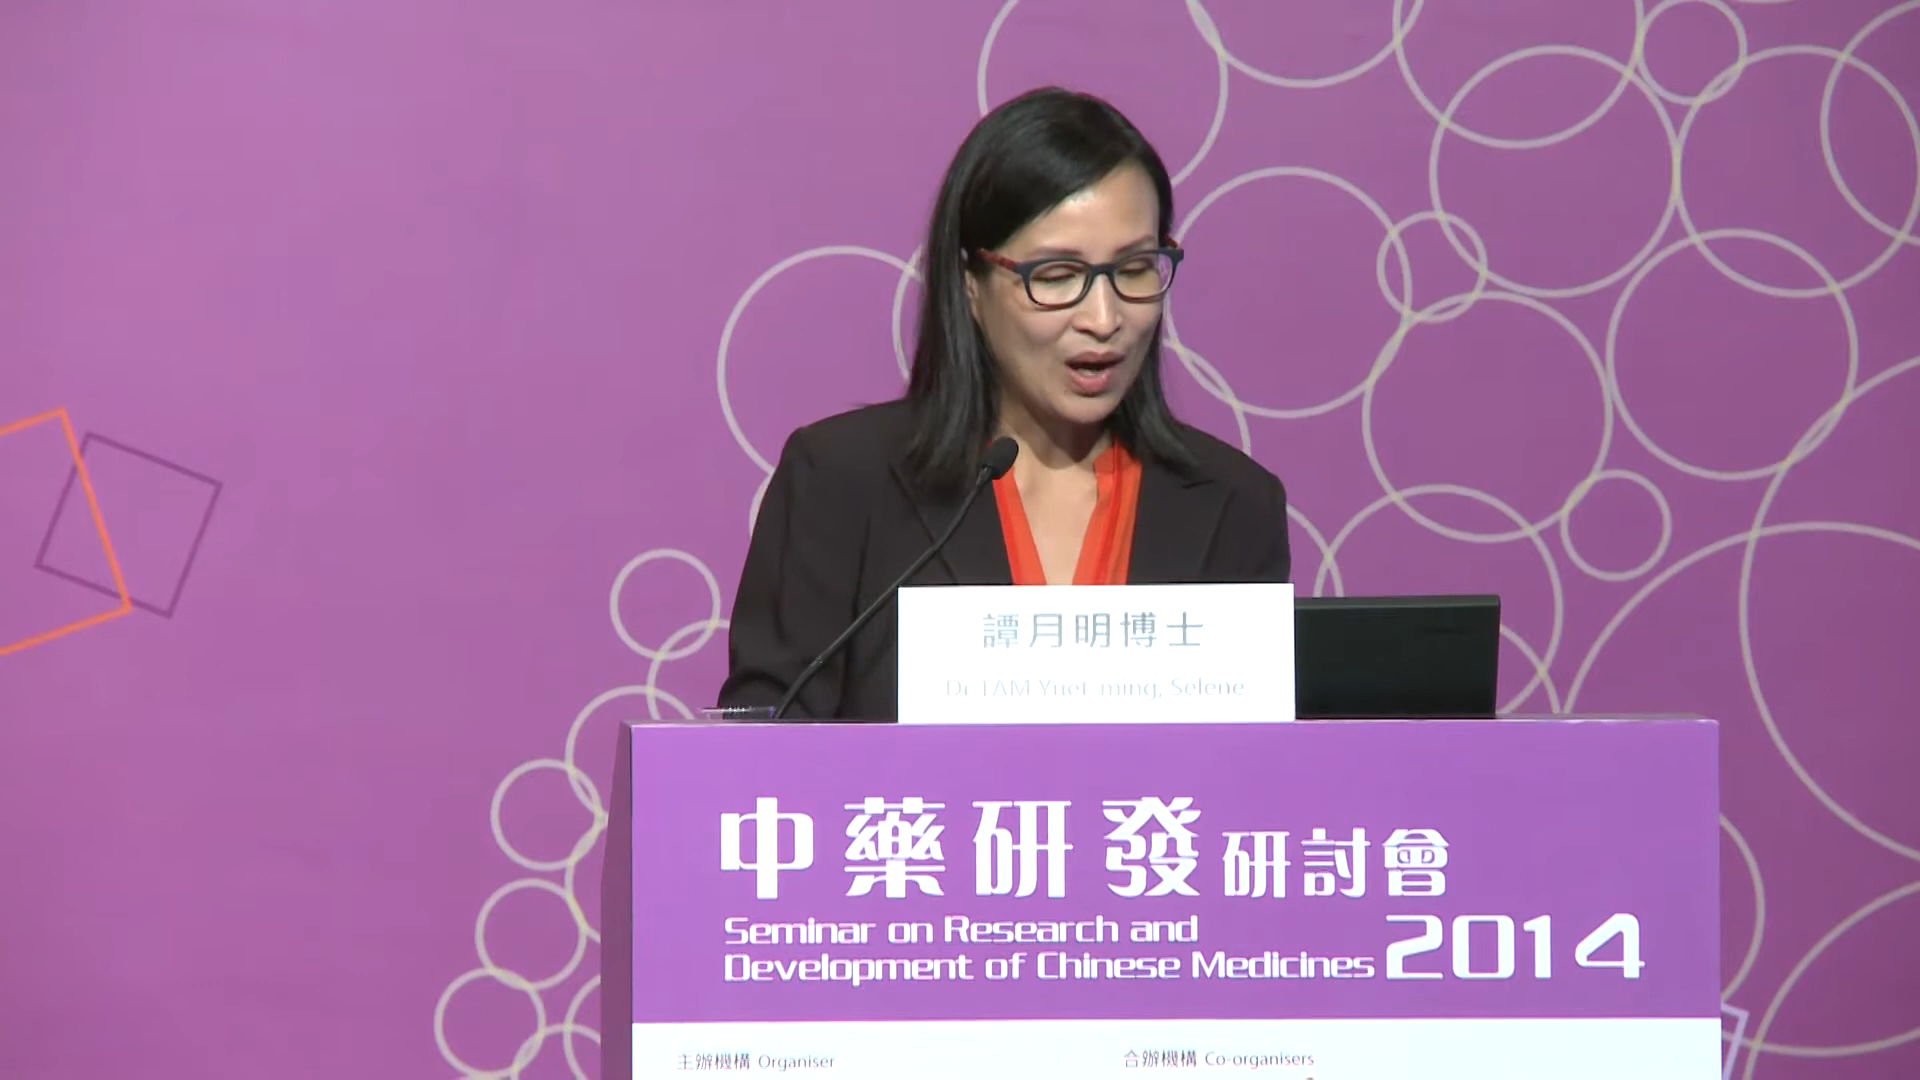 譚月明博士
Dr TAM Yuet-ming, Selene
中藥研發研討會
Seminar on Research and
Development of Chinese Medicines 2014
主辦機構 Organiser
合辦機構 Co-organisers